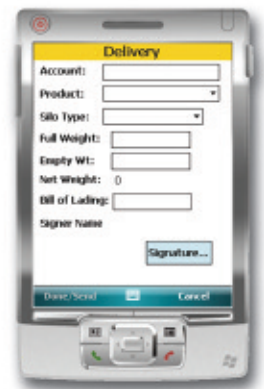 Delivery
Account:
Product:
Silo Type:
Full Weight:
Empty Wt:
Net Weight: 0
Bill of Lading:
Signer Name
Signature...
Done/Send Cancel